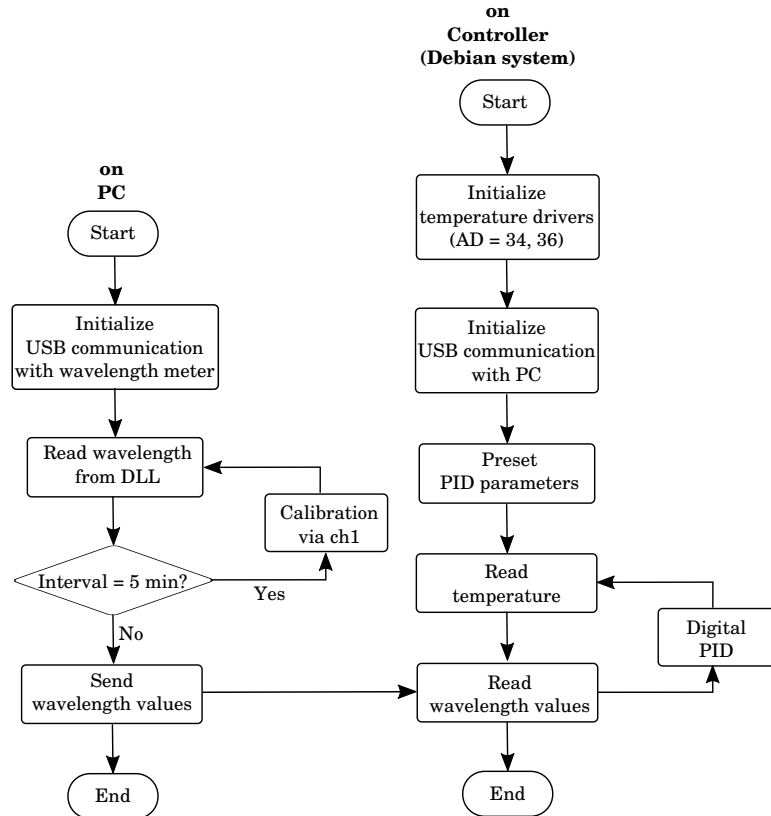 on
PC
Start
Initialize
USB communication
with wavelength meter
Read wavelength
from DLL
Calibration
via ch1
Interval = 5 min?
Yes
No
Send
wavelength values
End
on
Controller
(Debian system)
Start
Initialize
temperature drivers
(AD = 34, 36)
Initialize
USB communication
with PC
Preset
PID parameters
Read
temperature
Digital
PID
Read
wavelength values
End